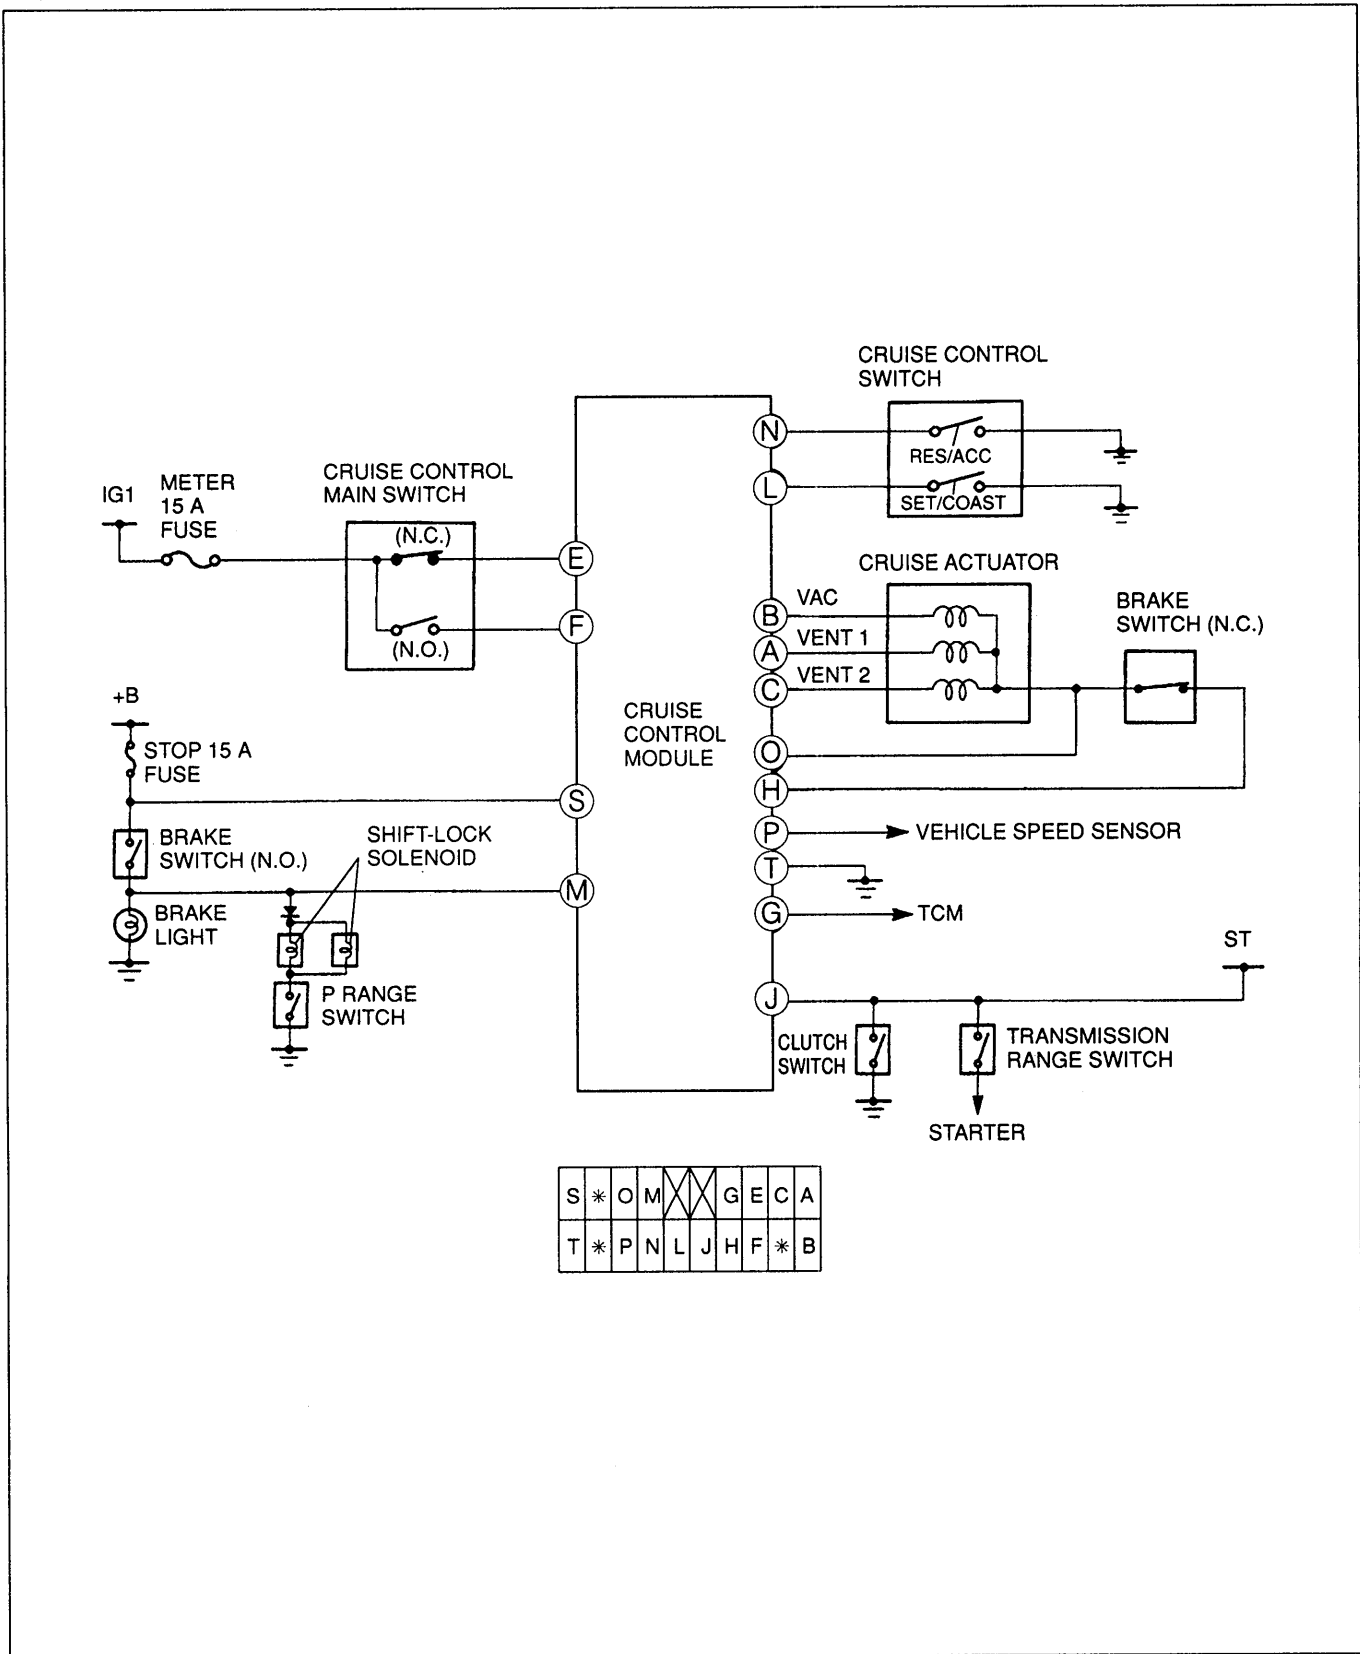 CRUISE CONTROL
SWITCH
N
RES/ACC
L
SET/COAST
IG1
METER
15 A
FUSE
CRUISE CONTROL
MAIN SWITCH
(N.C.)
E
F
(N.O.)
CRUISE ACTUATOR
B
VAC
A
VENT 1
C
VENT 2
BRAKE
SWITCH (N.C.)
+B
STOP 15 A
FUSE
CRUISE
CONTROL
MODULE
O
H
S
BRAKE
SWITCH (N.O.)
SHIFT-LOCK
SOLENOID
P
VEHICLE SPEED SENSOR
T
M
BRAKE
LIGHT
G
TCM
P RANGE
SWITCH
ST
J
CLUTCH
SWITCH
TRANSMISSION
RANGE SWITCH
STARTER
S * O M G E C A
T * P N L J H F * B